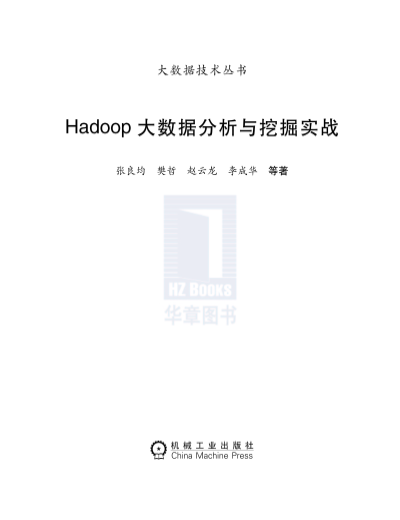 大数据技术丛书
Hadoop 大数据分析与挖掘实战
张良均 樊哲 赵云龙 李成华 等著
HZ BOOKS
华章图书
机械工业出版社
China Machine Press